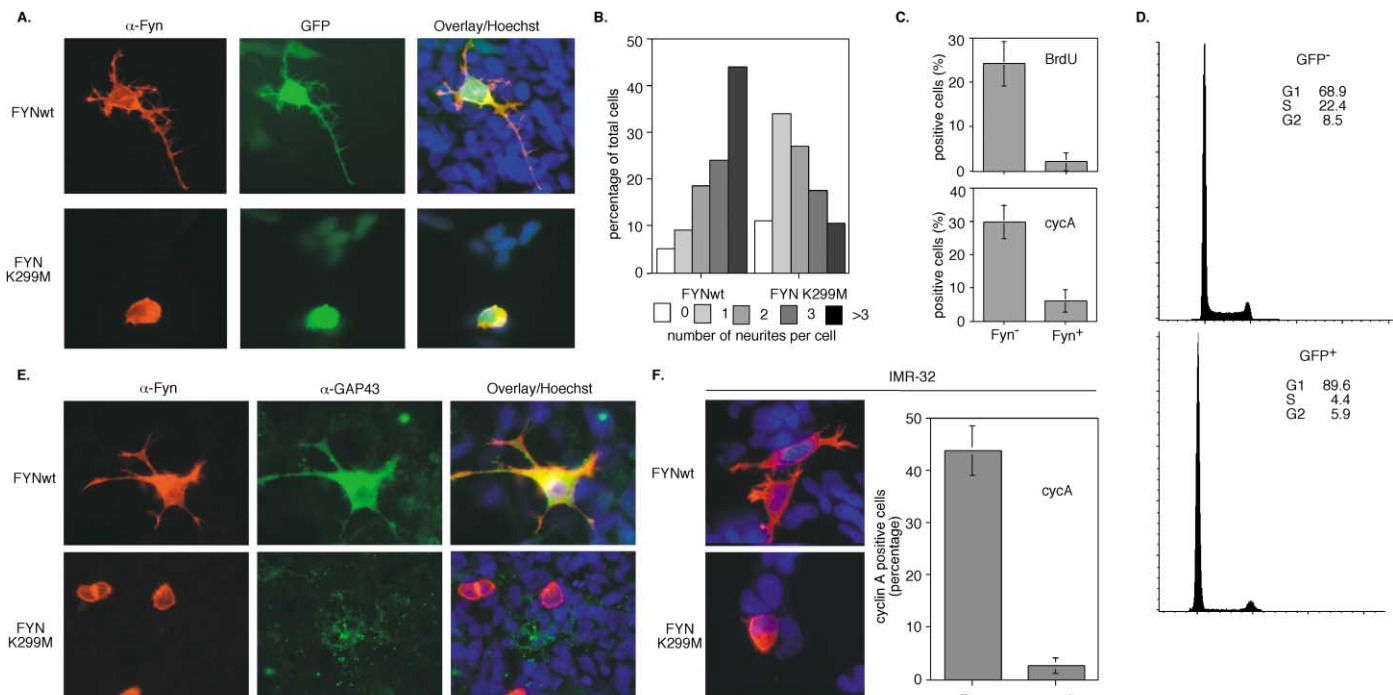 A.
α-Fyn GFP Overlay/Hoechst
FYNwt
FYN
K299M
B.
50
40
30
20
10
0
percentage of total cells
FYNwt FYN K299M
0 1 2 3 >3
number of neurites per cell
C.
30
20
10
0
positive cells (%)
BrdU
40
30
20
10
0
positive cells (%)
cycA
Fyn⁻ Fyn⁺
D.
GFP⁻
G1 68.9
S 22.4
G2 8.5
GFP⁺
G1 89.6
S 4.4
G2 5.9
E.
α-Fyn α-GAP43 Overlay/Hoechst
FYNwt
FYN
K299M
F.
IMR-32
FYNwt
FYN
K299M
50
40
30
20
10
0
cyclin A positive cells
(percentage)
cycA